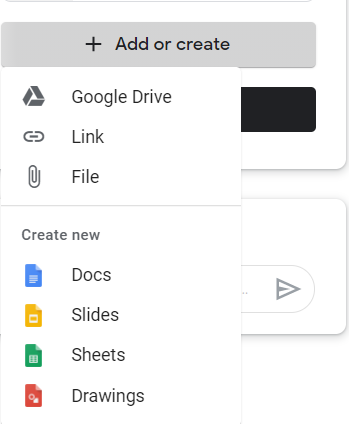 Add or create
Google Drive
Link
File
Create new
Docs
Slides
Sheets
Drawings